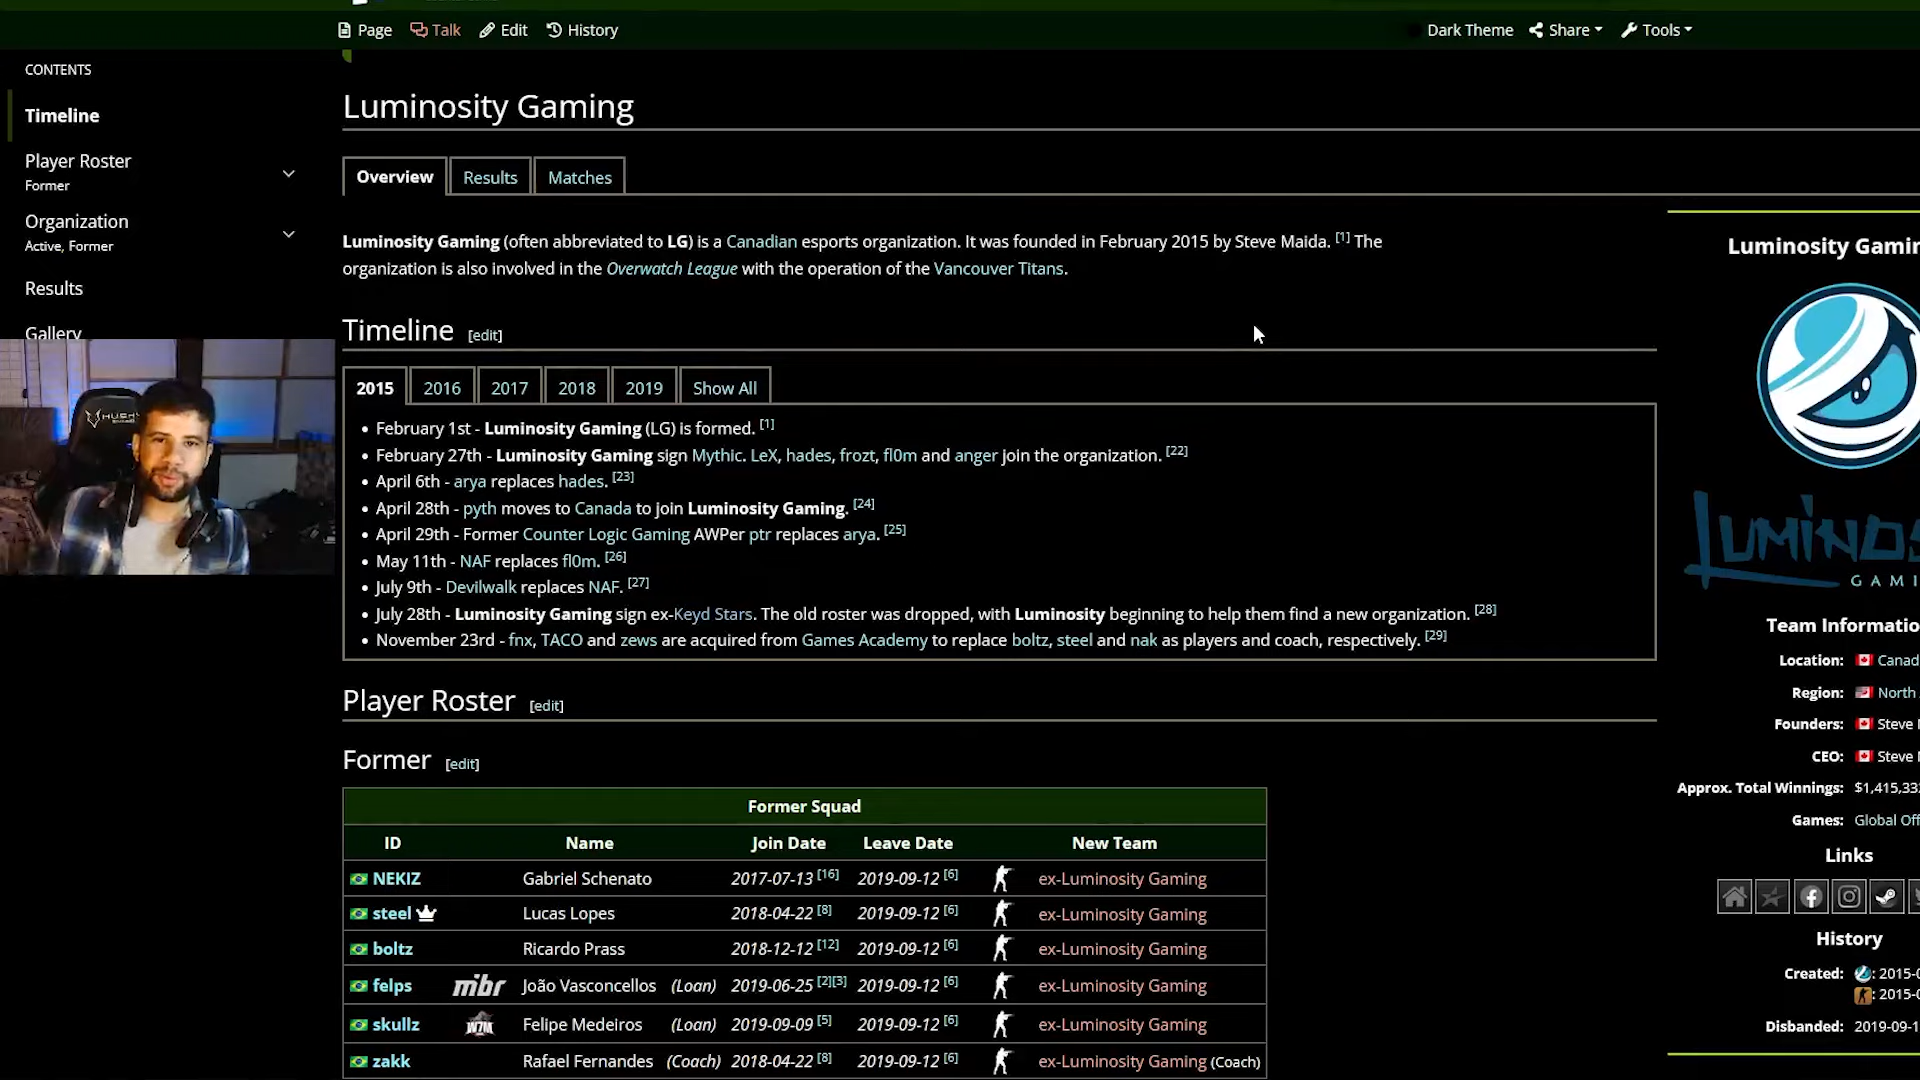 Page Talk Edit History Dark Theme Share Tools
CONTENTS
Timeline
Player Roster
Former
Organization
Active, Former
Results
Gallery
HUSKY
Luminosity Gaming
Overview Results Matches
Luminosity Gaming (often abbreviated to LG) is a Canadian esports organization. It was founded in February 2015 by Steve Maida. [1] The
organization is also involved in the Overwatch League with the operation of the Vancouver Titans.
Timeline [edit]
2015 2016 2017 2018 2019 Show All
• February 1st - Luminosity Gaming (LG) is formed. [1]
• February 27th - Luminosity Gaming sign Mythic. LeX, hades, frozt, fl0m and anger join the organization. [22]
• April 6th - arya replaces hades. [23]
• April 28th - pyth moves to Canada to join Luminosity Gaming. [24]
• April 29th - Former Counter Logic Gaming AWPer ptr replaces arya. [25]
• May 11th - NAF replaces fl0m. [26]
• July 9th - Devilwalk replaces NAF. [27]
• July 28th - Luminosity Gaming sign ex-Keyd Stars. The old roster was dropped, with Luminosity beginning to help them find a new organization. [28]
• November 23rd - fnx, TACO and zews are acquired from Games Academy to replace boltz, steel and nak as players and coach, respectively. [29]
Player Roster [edit]
Former [edit]
Former Squad
ID Name Join Date Leave Date New Team
NEKIZ Gabriel Schenato 2017-07-13 [16] 2019-09-12 [6] ex-Luminosity Gaming
steel Lucas Lopes 2018-04-22 [8] 2019-09-12 [6] ex-Luminosity Gaming
boltz Ricardo Prass 2018-12-12 [12] 2019-09-12 [6] ex-Luminosity Gaming
felps mibr João Vasconcellos (Loan) 2019-06-25 [2][3] 2019-09-12 [6] ex-Luminosity Gaming
skullz W7M Felipe Medeiros (Loan) 2019-09-09 [5] 2019-09-12 [6] ex-Luminosity Gaming
zakk Rafael Fernandes (Coach) 2018-04-22 [8] 2019-09-12 [6] ex-Luminosity Gaming (Coach)
Luminosity Gamin
LUMINOS
GAMI
Team Informatio
Location: Canad
Region: North
Founders: Steve M
CEO: Steve M
Approx. Total Winnings: $1,415,33
Games: Global Off
Links
History
Created: : 2015-0
: 2015-0
Disbanded: 2019-09-1